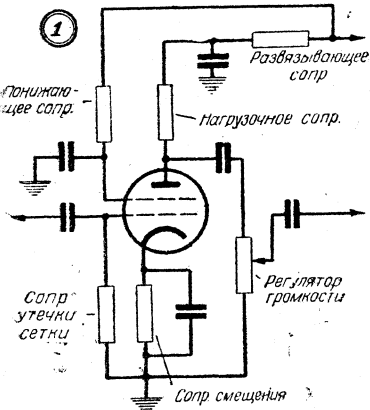 1
Развязывающее
сопр
Понижаю-
щее сопр.
Нагрузочное сопр.
Регулятор
громкости
Сопр
утечки
сетки
Сопр смещения